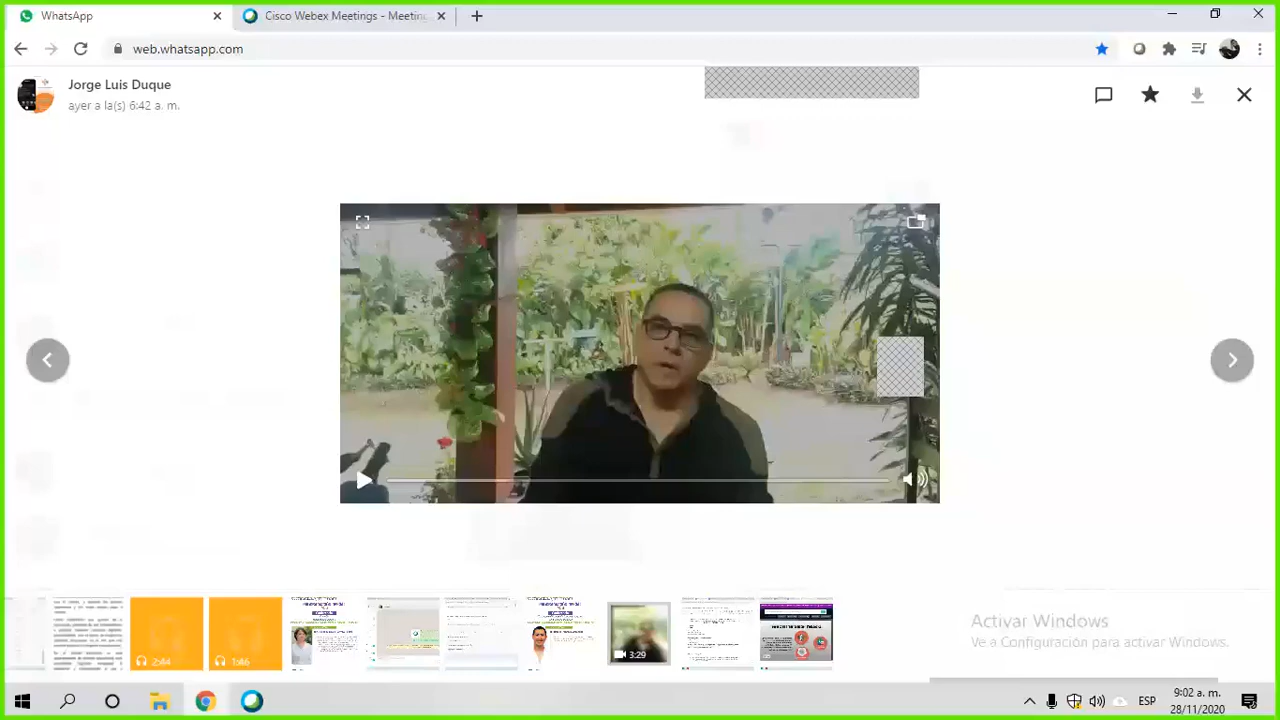 WhatsApp
Cisco Webex Meetings - Meetin
web.whatsapp.com
Jorge Luis Duque
ayer a la(s) 6:42 a. m.
2:44
1:46
3:29
Activar Windows
Ve a Configuración para activar Windows.
ESP
9:02 a. m.
28/11/2020